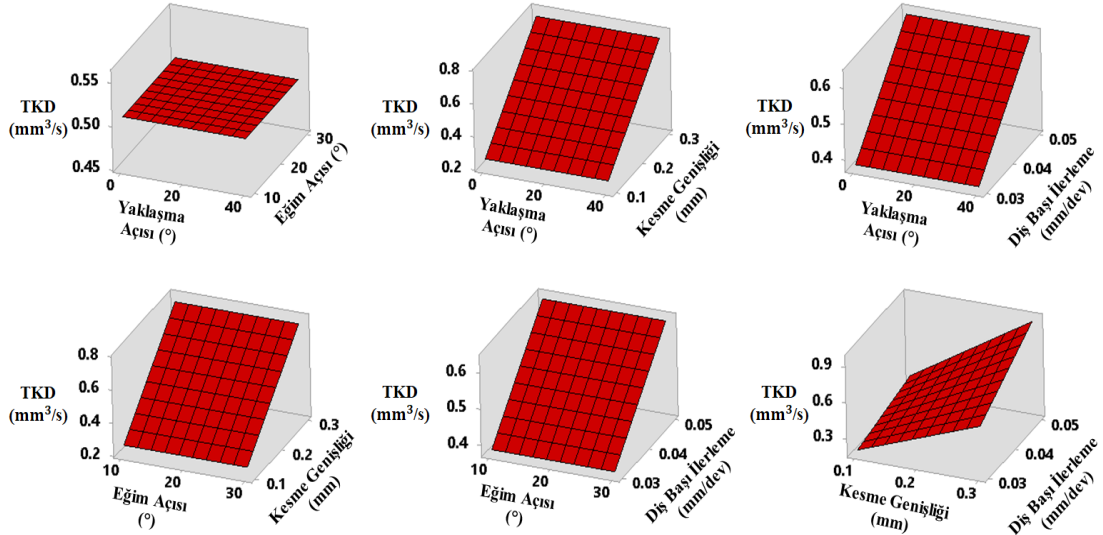 TKD
(mm³/s)
0.55
0.50
0.45
0
20
40
Yaklaşma
Açısı (°)
10
20
30
Eğim Açısı (°)
TKD
(mm³/s)
0.8
0.6
0.4
0.2
0
20
40
Yaklaşma
Açısı (°)
0.1
0.2
0.3
Kesme Genişliği
(mm)
TKD
(mm³/s)
0.6
0.5
0.4
0
20
40
Yaklaşma
Açısı (°)
0.03
0.04
0.05
Diş Başı İlerleme
(mm/dev)
TKD
(mm³/s)
0.8
0.6
0.4
0.2
10
20
30
Eğim Açısı
(°)
0.1
0.2
0.3
Kesme Genişliği
(mm)
TKD
(mm³/s)
0.6
0.5
0.4
10
20
30
Eğim Açısı
(°)
0.03
0.04
0.05
Diş Başı İlerleme
(mm/dev)
TKD
(mm³/s)
0.9
0.6
0.3
0.1
0.2
0.3
Kesme Genişliği
(mm)
0.03
0.04
0.05
Diş Başı İlerleme
(mm/dev)